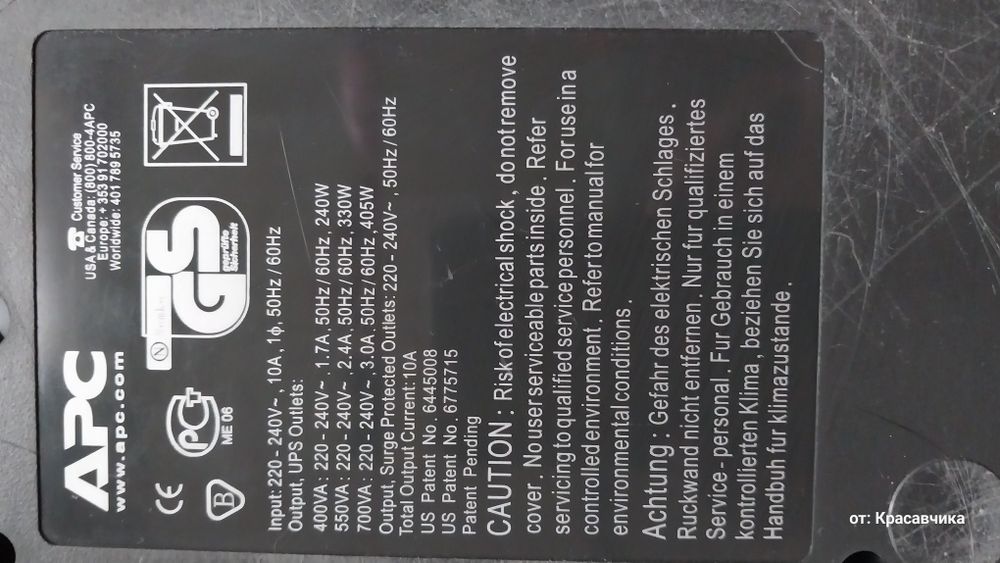 APC
www.apc.com
Customer Service
USA & Canada: (800) 800-4APC
Europe: + 353 91 702000
Worldwide: 401 789 5735
CE
PCT
ME 06
N Nemko
GS
geprüfte
Sicherheit
B
Input: 220 - 240V~ , 10A , 1ϕ, 50Hz / 60Hz
Output, UPS Outlets:
400VA : 220 - 240V~ , 1.7A, 50Hz / 60Hz, 240W
550VA : 220 - 240V~ , 2.4A, 50Hz / 60Hz, 330W
700VA : 220 - 240V~ , 3.0A, 50Hz / 60Hz, 405W
Output, Surge Protected Outlets: 220 - 240V~ , 50Hz / 60Hz
Total Output Current: 10A
US Patent No. 6445008
US Patent No. 6775715
Patent Pending
CAUTION : Risk of electrical shock , do not remove
cover . No user serviceable parts inside . Refer
servicing to qualified service personnel . For use in a
controlled environment . Refer to manual for
environmental conditions .
Achtung : Gefahr des elektrischen Schlages .
Ruckwand nicht entfernen . Nur fur qualifiziertes
Service - personal . Fur Gebrauch in einem
kontrollierten Klima , beziehen Sie sich auf das
Handbuh fur klimazustande .
от: Красавчика